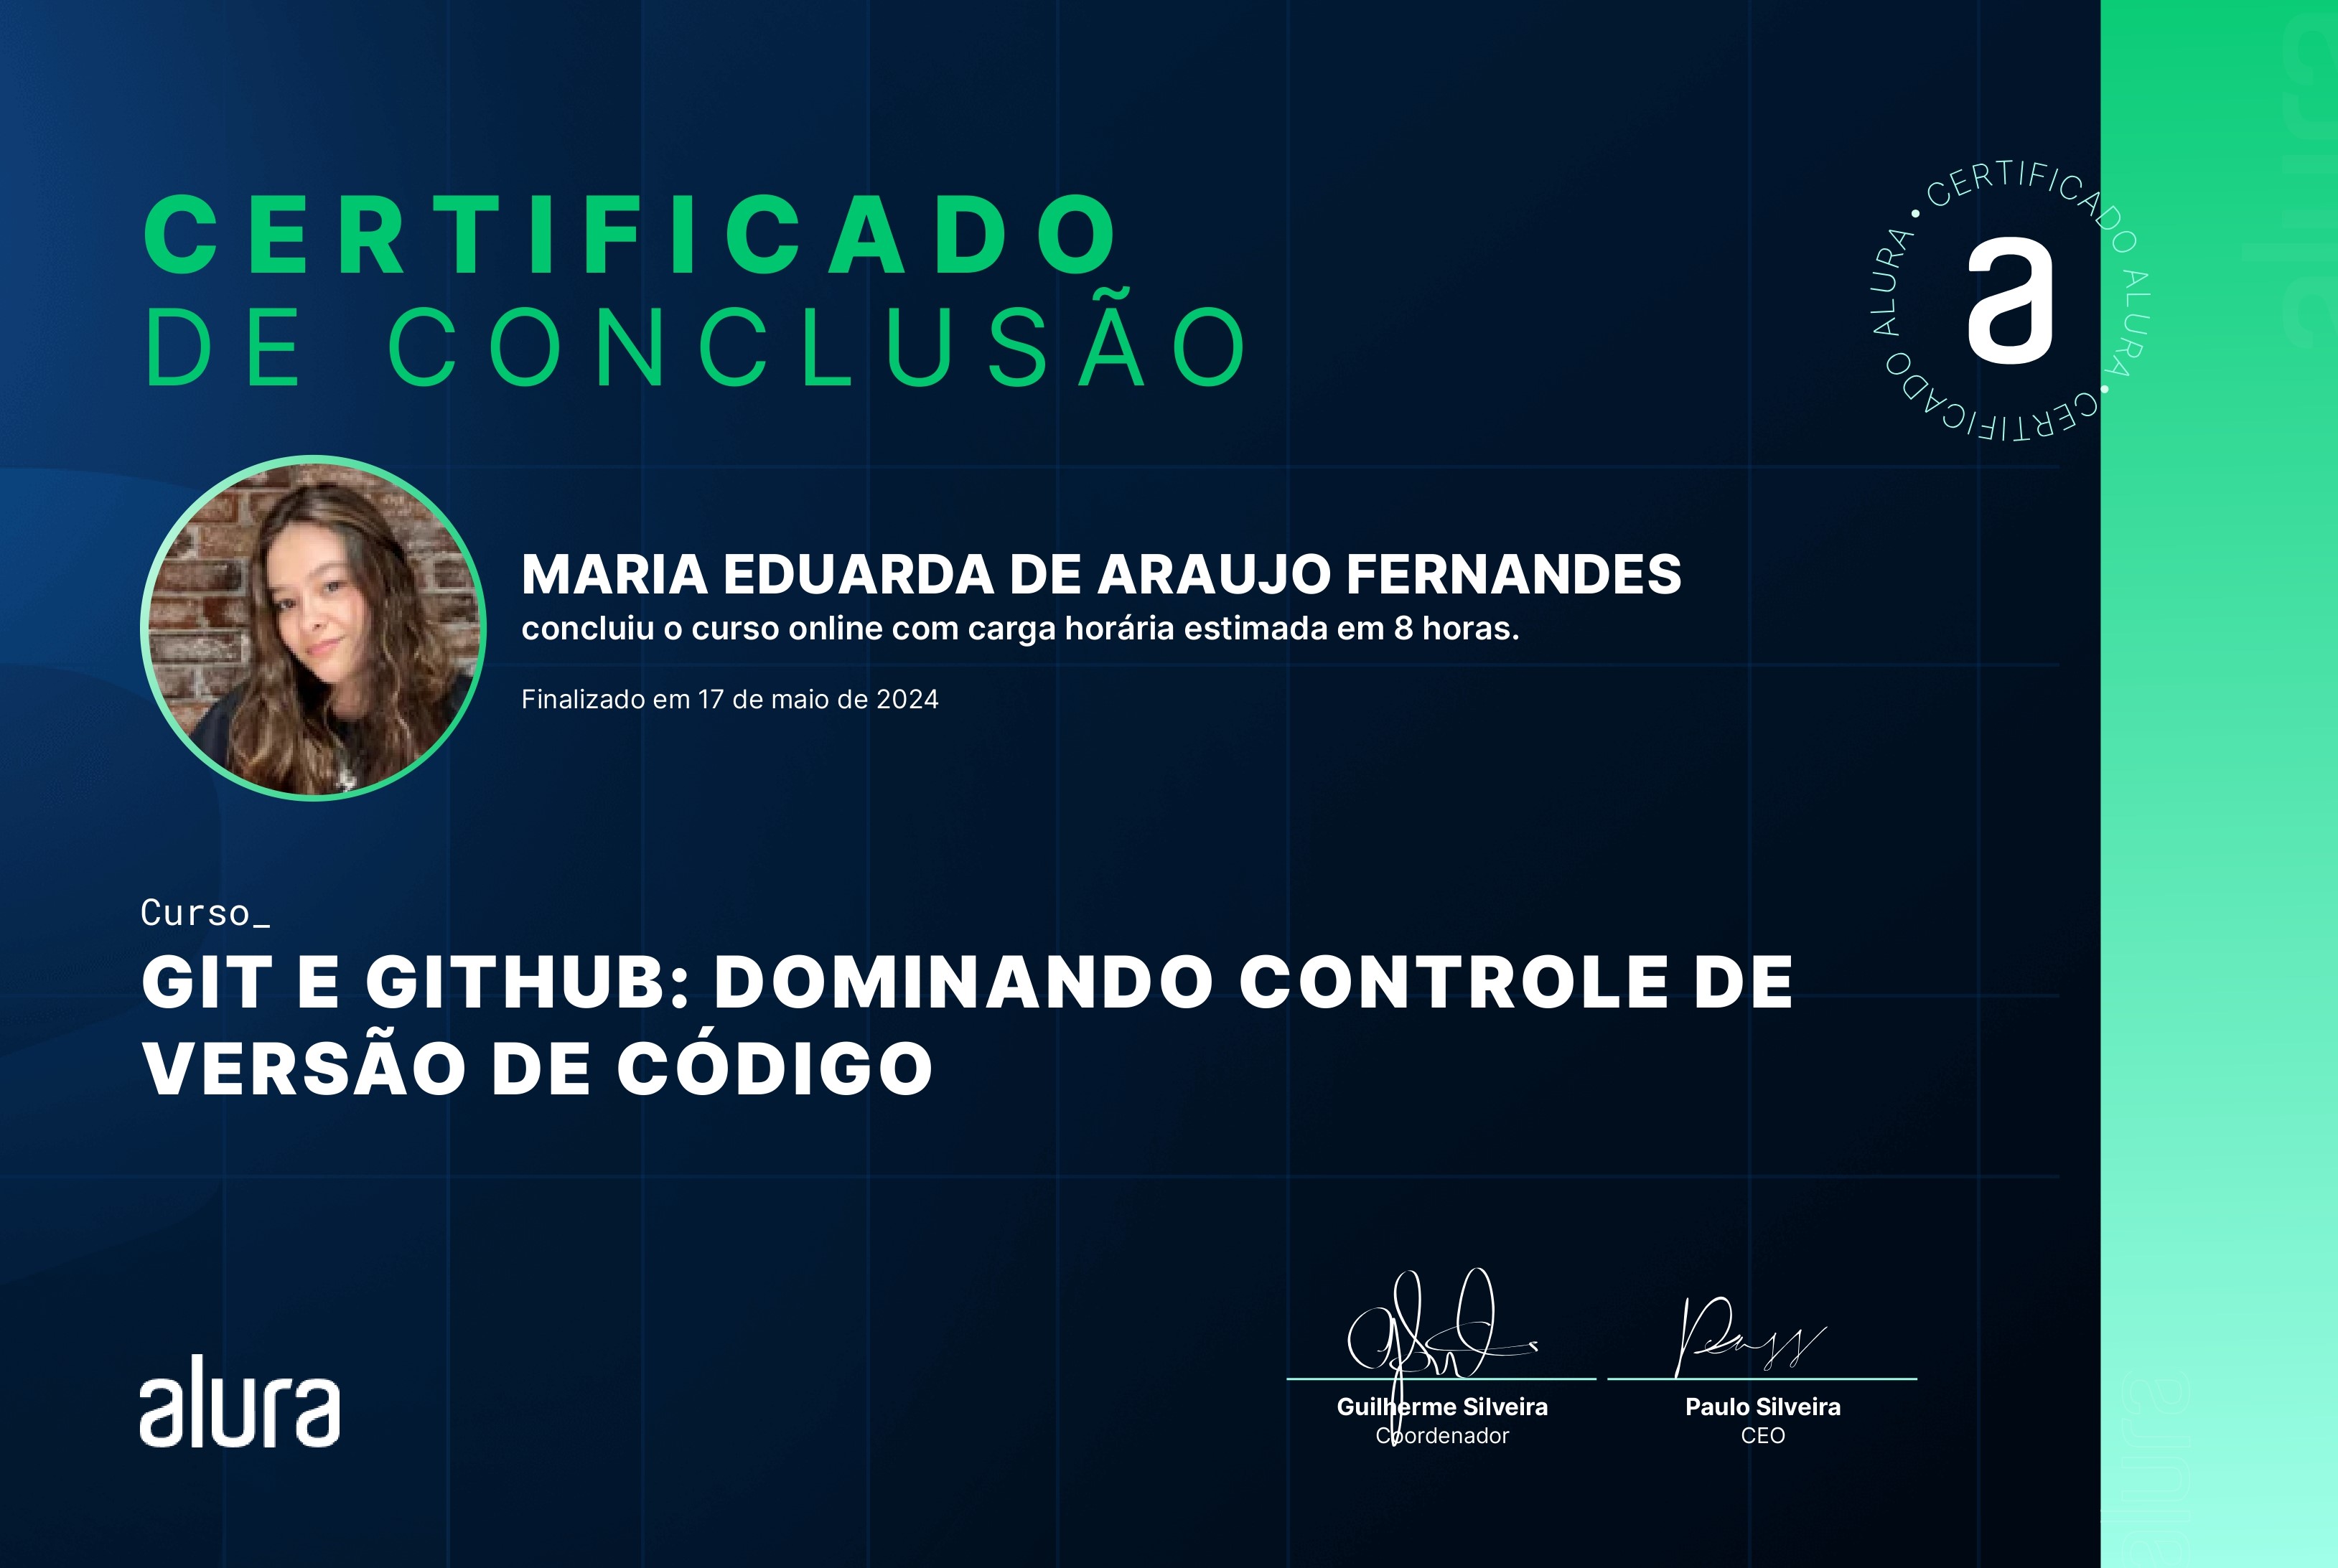 CERTIFICADO
DE CONCLUSÃO
• CERTIFICADO ALURA • CERTIFICADO ALURA
a
MARIA EDUARDA DE ARAUJO FERNANDES
concluiu o curso online com carga horária estimada em 8 horas.
Finalizado em 17 de maio de 2024
Curso_
GIT E GITHUB: DOMINANDO CONTROLE DE
VERSÃO DE CÓDIGO
alura
Guilherme Silveira
Coordenador
Paulo Silveira
CEO
alura
alura